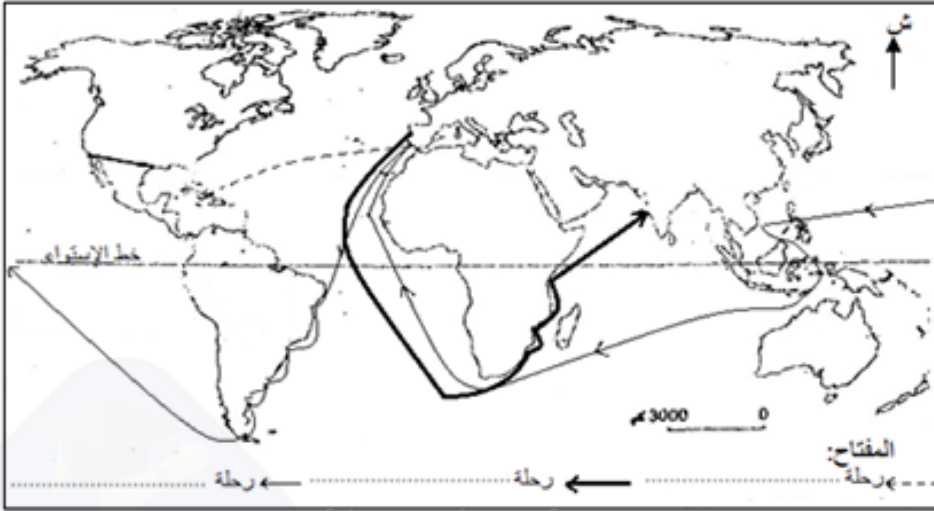 ش
خط الإستواء
3000 كم 0
المفتاح:
رحلة ........................ رحلة ........................ رحلة ........................